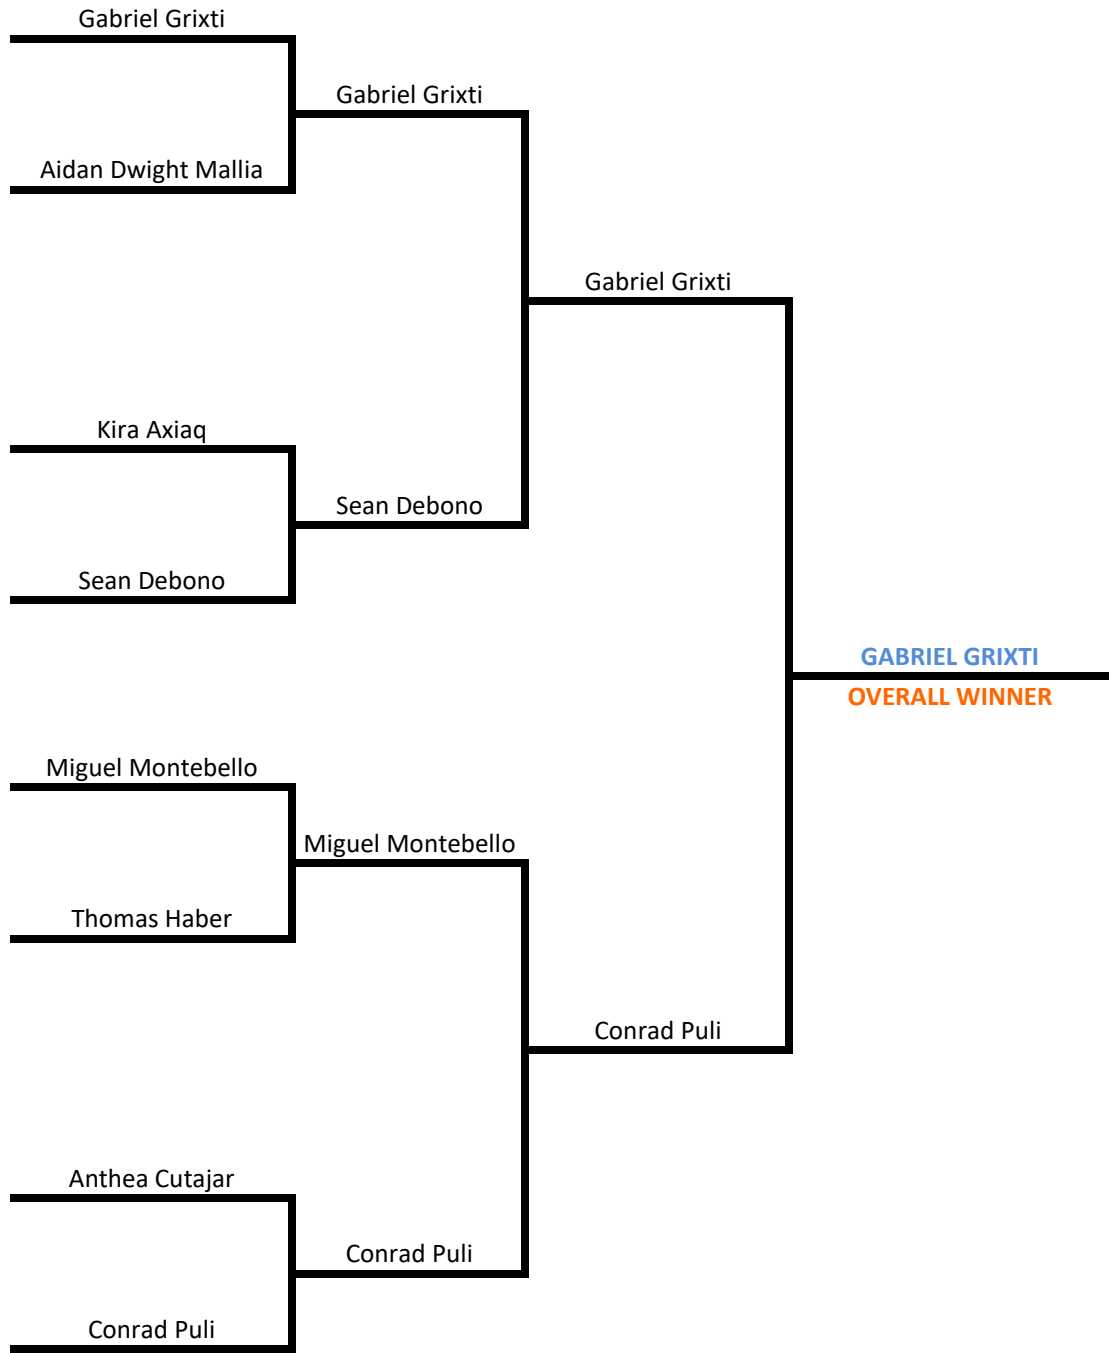 Gabriel Grixti
Gabriel Grixti
Aidan Dwight Mallia
Gabriel Grixti
Kira Axiaq
Sean Debono
Sean Debono
GABRIEL GRIXTI
OVERALL WINNER
Miguel Montebello
Miguel Montebello
Thomas Haber
Conrad Puli
Anthea Cutajar
Conrad Puli
Conrad Puli